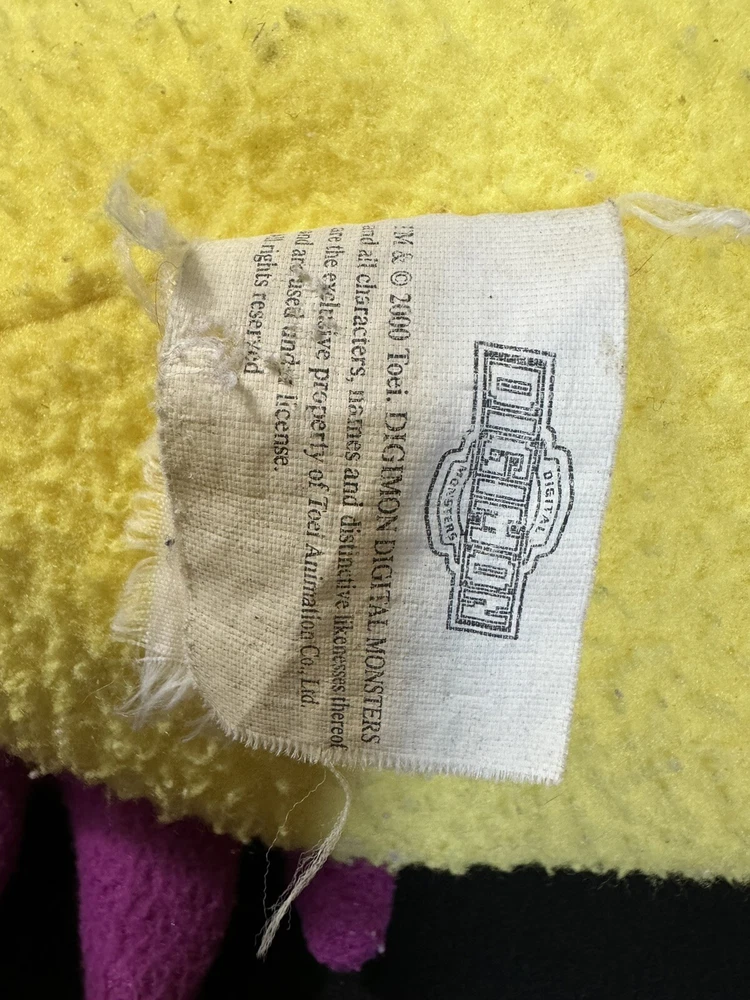 DIGITAL
DIGIMON
MONSTERS
TM & © 2000 Toei. DIGIMON DIGITAL MONSTERS
and all characters, names and distinctive likenesses thereof
are the exclusive property of Toei Animation Co., Ltd.
and are used under license.
All rights reserved